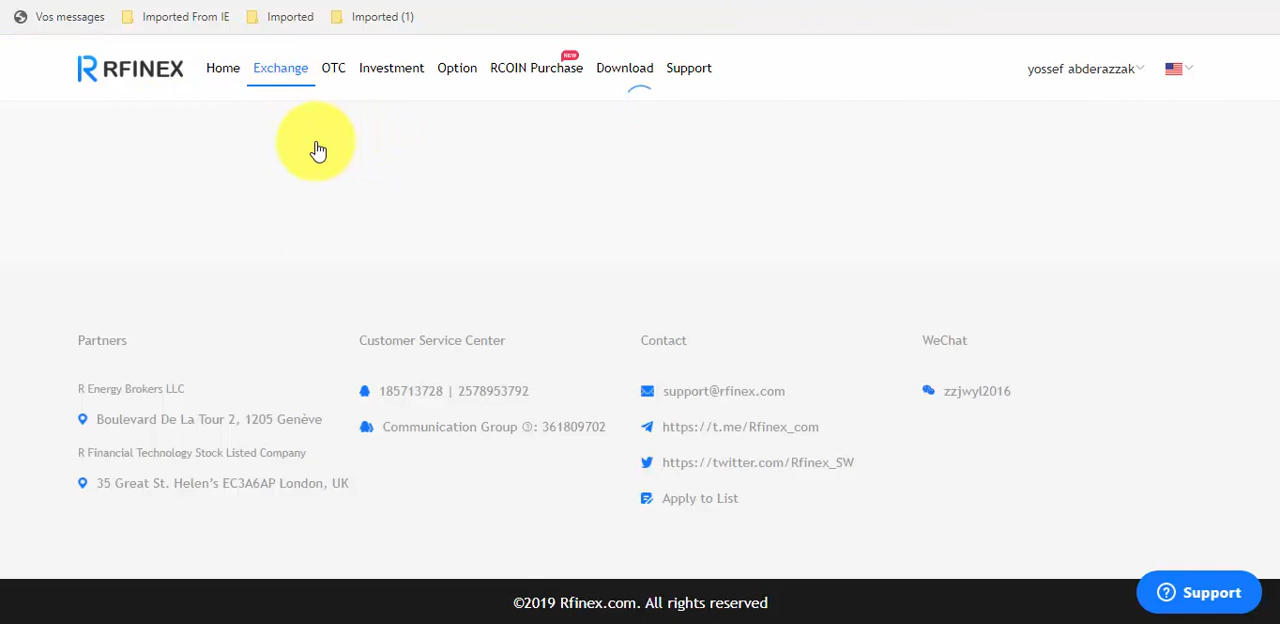 Vos messages Imported From IE Imported Imported (1)
RFINEX Home Exchange OTC Investment Option RCOIN Purchase NEW Download Support yossef abderazzak
Partners
R Energy Brokers LLC
Boulevard De La Tour 2, 1205 Genève
R Financial Technology Stock Listed Company
35 Great St. Helen’s EC3A6AP London, UK
Customer Service Center
185713728 | 2578953792
Communication Group ③: 361809702
Contact
support@rfinex.com
https://t.me/Rfinex_com
https://twitter.com/Rfinex_SW
Apply to List
WeChat
zzjwyl2016
©2019 Rfinex.com. All rights reserved
Support